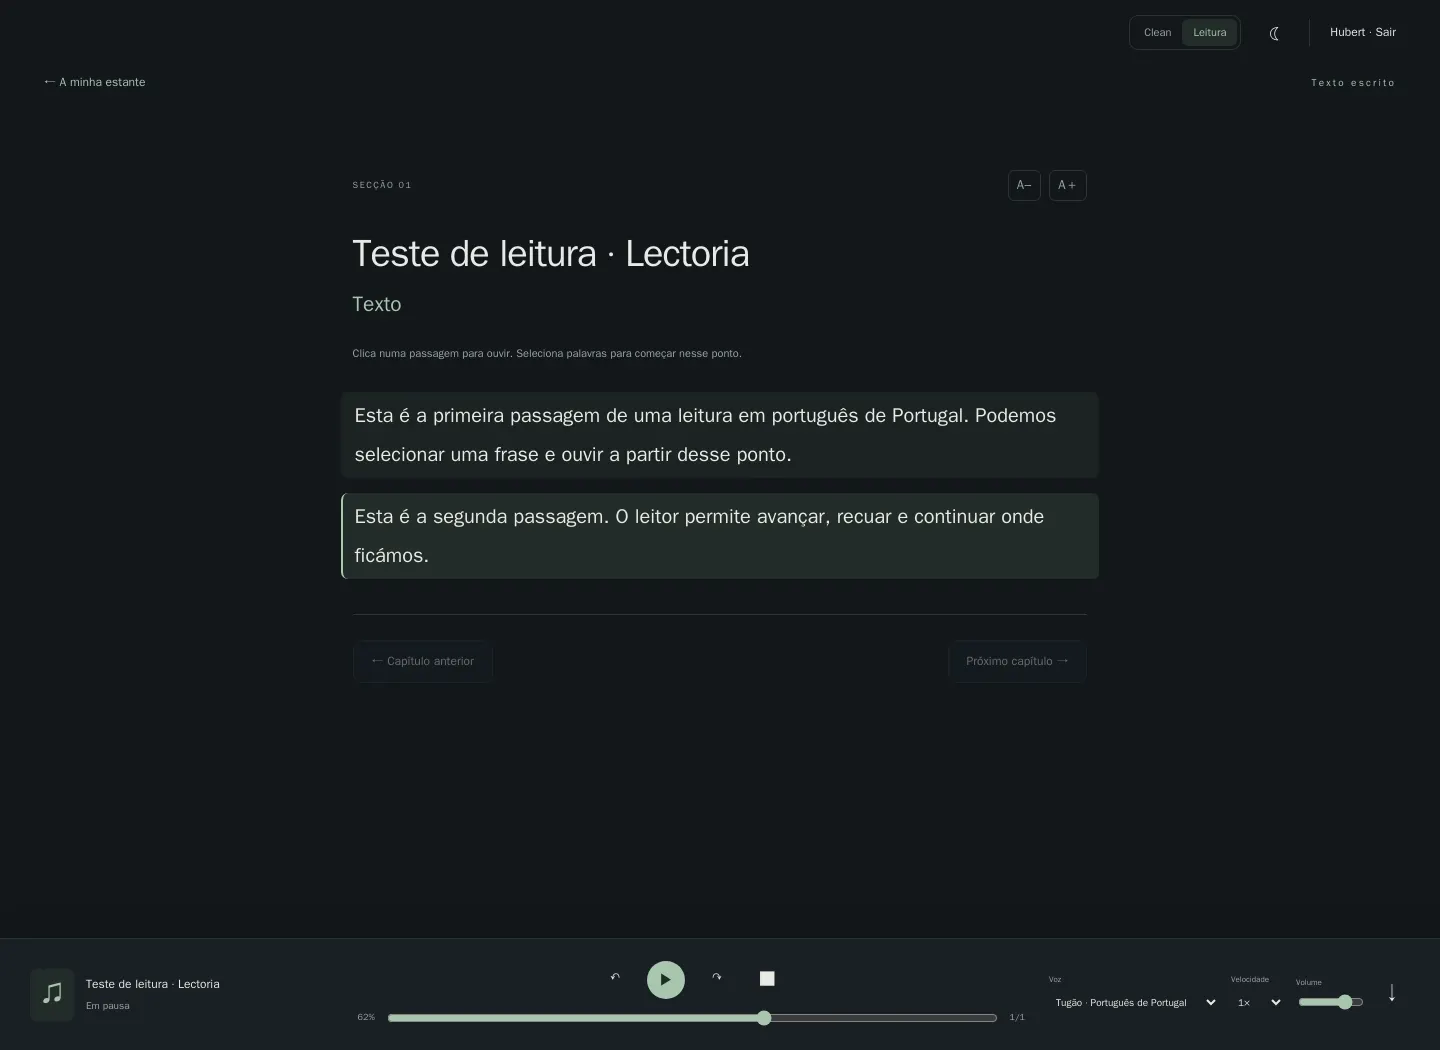 Clean
Leitura
Hubert · Sair
← A minha estante
Texto escrito
SECÇÃO 01
A−
A+
Teste de leitura · Lectoria
Texto
Clica numa passagem para ouvir. Seleciona palavras para começar nesse ponto.
Esta é a primeira passagem de uma leitura em português de Portugal. Podemos
selecionar uma frase e ouvir a partir desse ponto.
Esta é a segunda passagem. O leitor permite avançar, recuar e continuar onde
ficámos.
← Capítulo anterior
Próximo capítulo →
Teste de leitura · Lectoria
Em pausa
62%
1/1
Voz
Tugão · Português de Portugal
Velocidade
1×
Volume